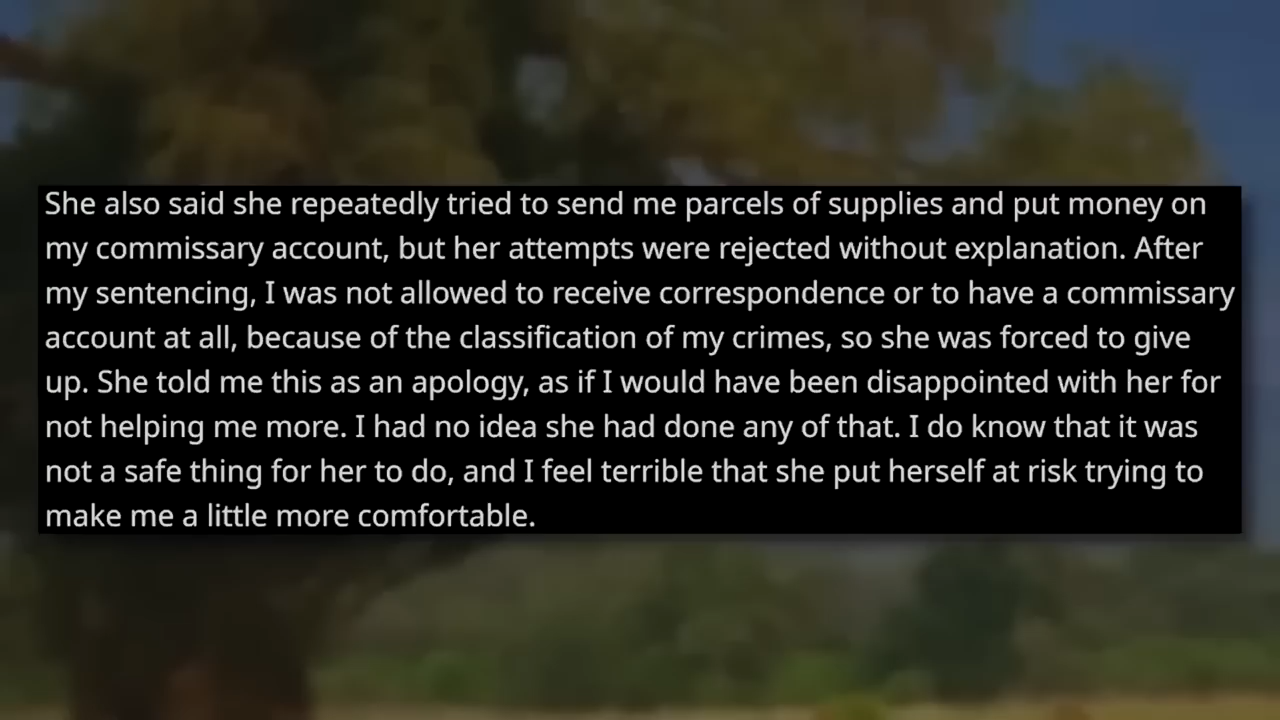 She also said she repeatedly tried to send me parcels of supplies and put money on
my commissary account, but her attempts were rejected without explanation. After
my sentencing, I was not allowed to receive correspondence or to have a commissary
account at all, because of the classification of my crimes, so she was forced to give
up. She told me this as an apology, as if I would have been disappointed with her for
not helping me more. I had no idea she had done any of that. I do know that it was
not a safe thing for her to do, and I feel terrible that she put herself at risk trying to
make me a little more comfortable.